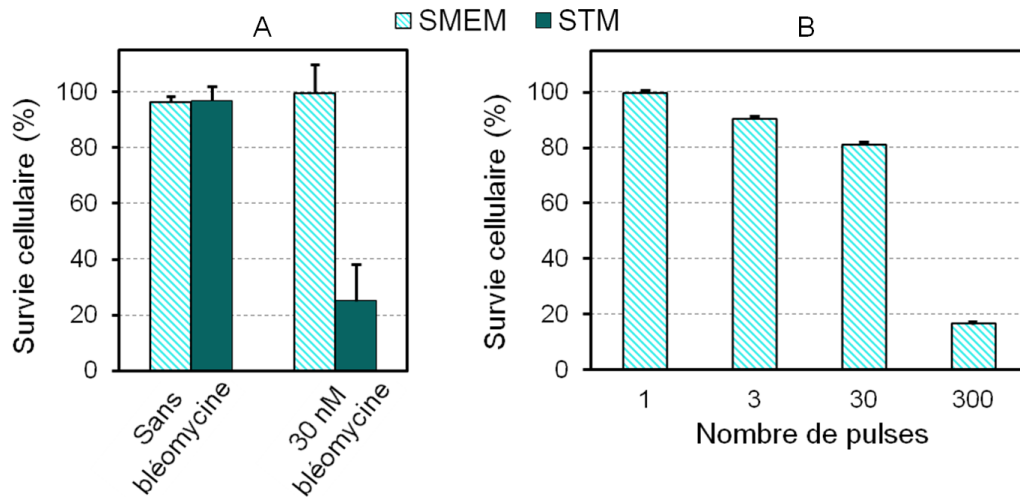 A
SMEM
STM
B
Survie cellulaire (%)
100
80
60
40
20
0
Sans
bléomycine
30 nM
bléomycine
Survie cellulaire (%)
100
80
60
40
20
0
1
3
30
300
Nombre de pulses